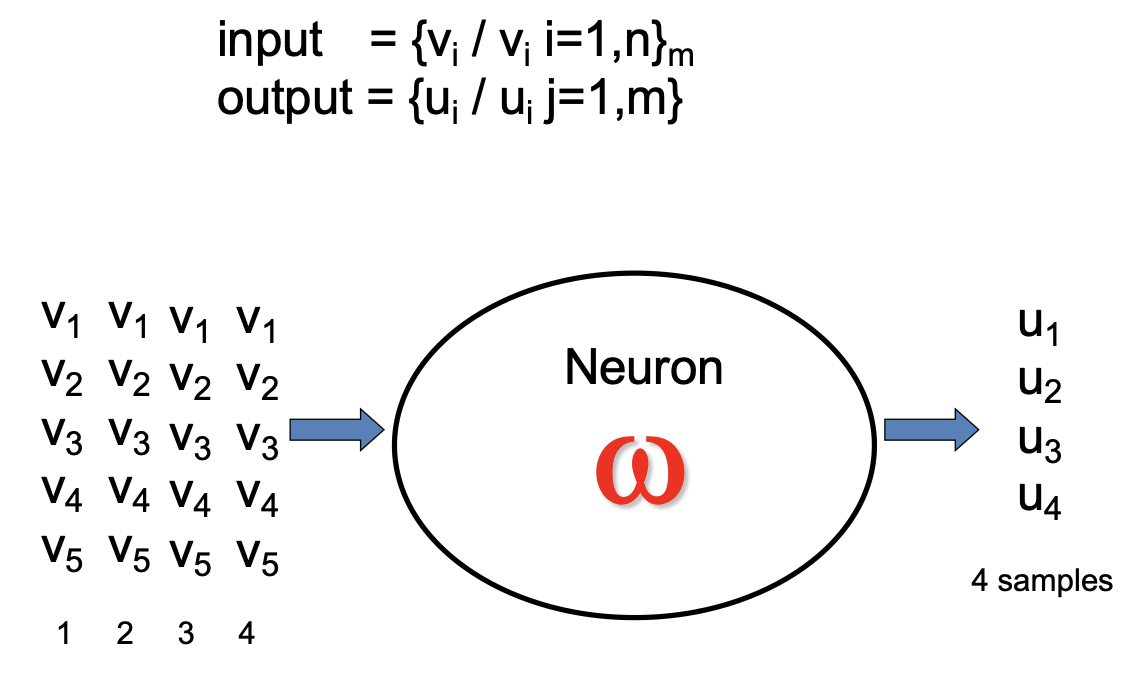 input = {vᵢ / vᵢ i=1,n}ₘ
output = {uᵢ / uᵢ j=1,m}
v₁ v₁ v₁ v₁
v₂ v₂ v₂ v₂
v₃ v₃ v₃ v₃
v₄ v₄ v₄ v₄
v₅ v₅ v₅ v₅
1 2 3 4
Neuron
ω
u₁
u₂
u₃
u₄
4 samples